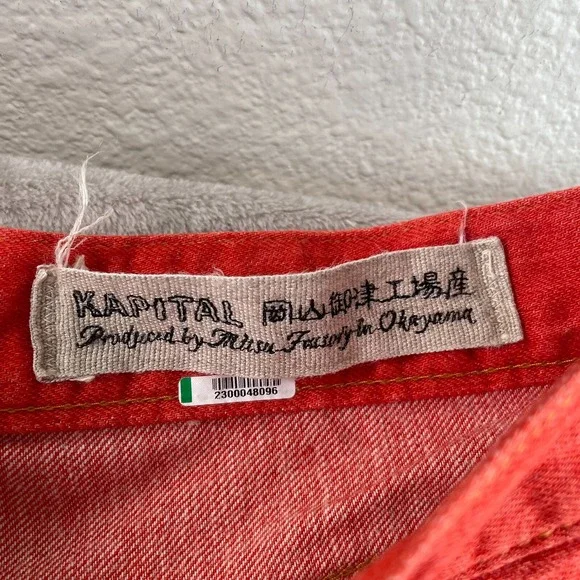 KAPITAL 岡山御津工場産
Produced by Mitsu Factory In Okayama
2300048096